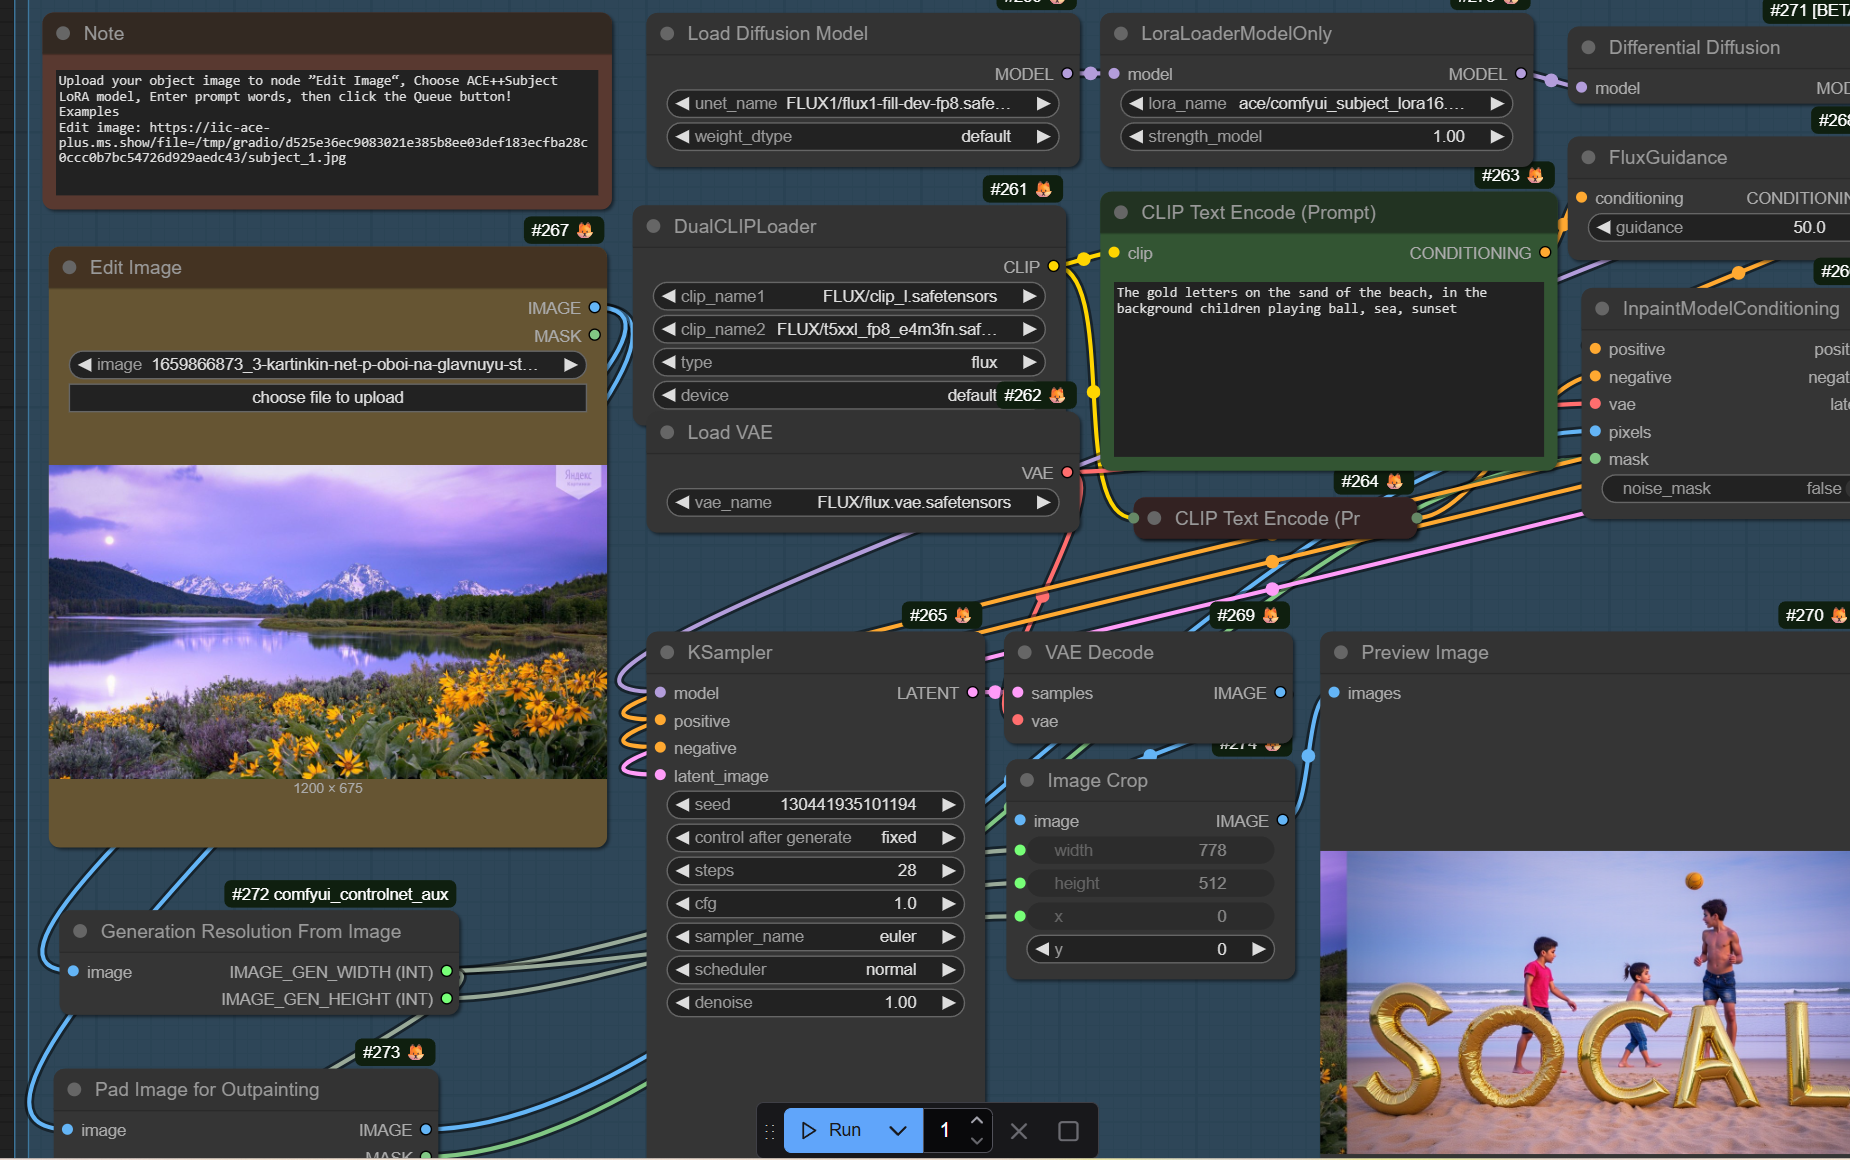 Note
Upload your object image to node ”Edit Image“, Choose ACE++Subject
LoRA model, Enter prompt words, then click the Queue button!
Examples
Edit image: https://iic-ace-
plus.ms.show/file=/tmp/gradio/d525e36ec9083021e385b8ee03def183ecfba28c
0ccc0b7bc54726d929aedc43/subject_1.jpg
#267
Edit Image
IMAGE
MASK
image 1659866873_3-kartinkin-net-p-oboi-na-glavnuyu-st...
choose file to upload
Яндекс
1200 × 675
#272 comfyui_controlnet_aux
Generation Resolution From Image
image IMAGE_GEN_WIDTH (INT)
IMAGE_GEN_HEIGHT (INT)
#273
Pad Image for Outpainting
image IMAGE
MASK
Load Diffusion Model
MODEL
unet_name FLUX1/flux1-fill-dev-fp8.safe...
weight_dtype default
#261
DualCLIPLoader
CLIP
clip_name1 FLUX/clip_l.safetensors
clip_name2 FLUX/t5xxl_fp8_e4m3fn.saf...
type flux
device default
#262
Load VAE
VAE
vae_name FLUX/flux.vae.safetensors
LoraLoaderModelOnly
model MODEL
lora_name ace/comfyui_subject_lora16....
strength_model 1.00
#263
CLIP Text Encode (Prompt)
clip CONDITIONING
The gold letters on the sand of the beach, in the
background children playing ball, sea, sunset
#264
CLIP Text Encode (Pr
#271 [BETA
Differential Diffusion
model MOD
#268
FluxGuidance
conditioning CONDITIONIN
guidance 50.0
#26
InpaintModelConditioning
positive posit
negative negat
vae late
pixels
mask
noise_mask false
#265
KSampler
model LATENT
positive
negative
latent_image
seed 130441935101194
control after generate fixed
steps 28
cfg 1.0
sampler_name euler
scheduler normal
denoise 1.00
#269
VAE Decode
samples IMAGE
vae
#274
Image Crop
image IMAGE
width 778
height 512
x 0
y 0
#270
Preview Image
images
SOCAL
Run 1